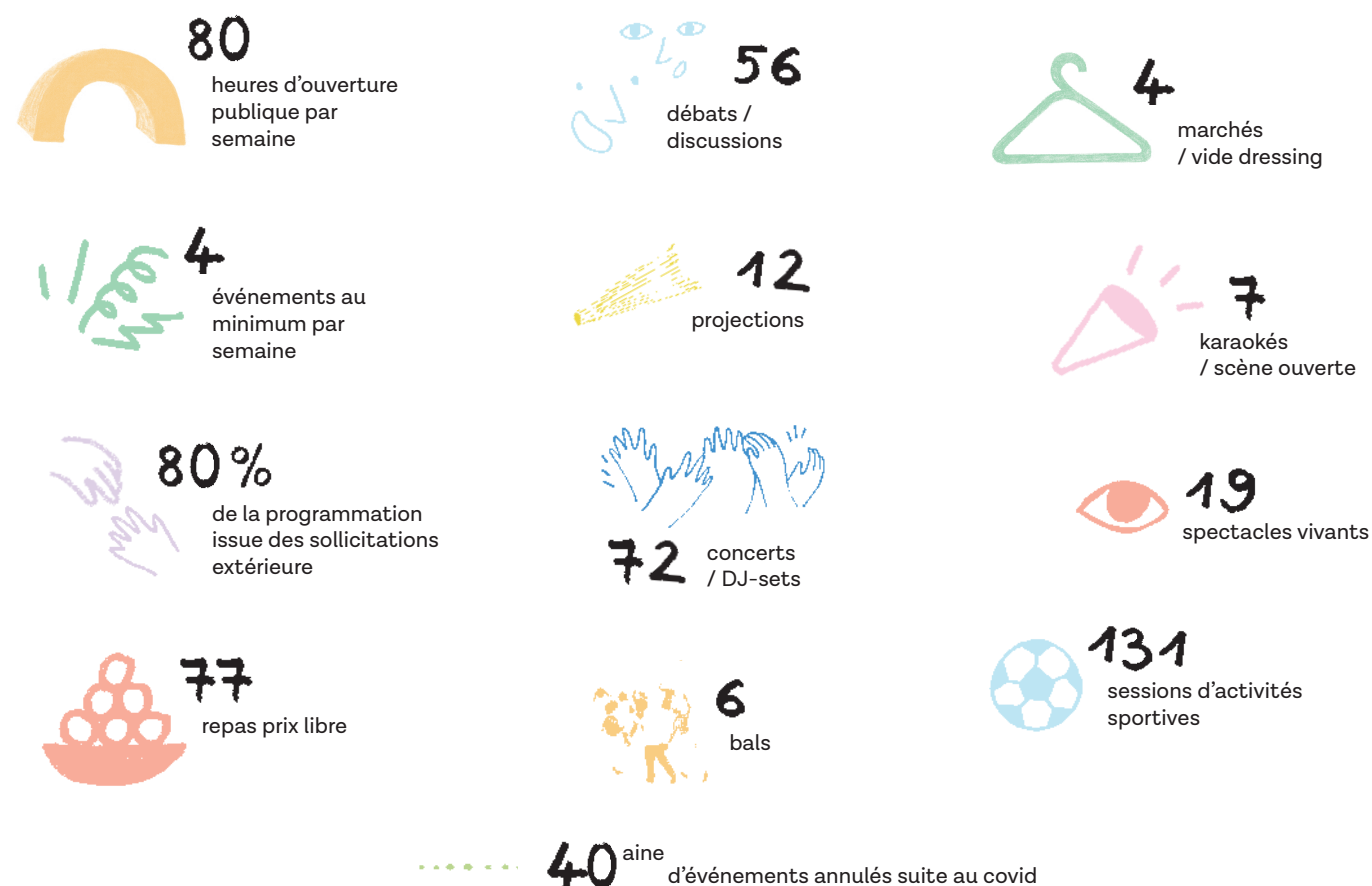 80
heures d'ouverture
publique par
semaine
4
événements au
minimum par
semaine
80%
de la programmation
issue des sollicitations
extérieure
77
repas prix libre
56
débats /
discussions
12
projections
72 concerts
/ DJ-sets
6
bals
4
marchés
/ vide dressing
7
karaokés
/ scène ouverte
19
spectacles vivants
131
sessions d'activités
sportives
40aine d'événements annulés suite au covid